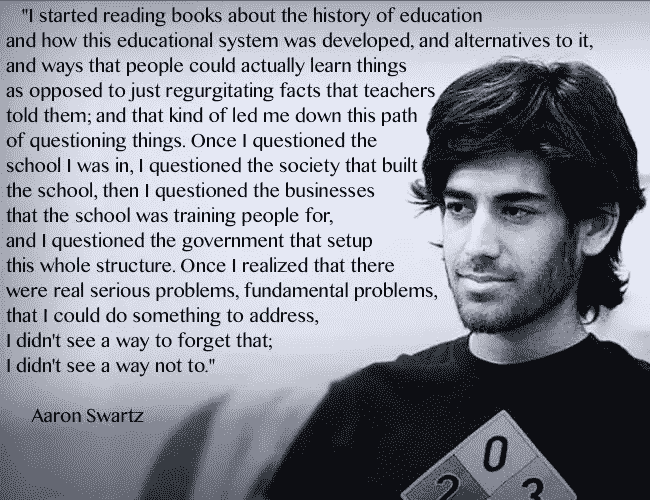 "I started reading books about the history of education
and how this educational system was developed, and alternatives to it,
and ways that people could actually learn things
as opposed to just regurgitating facts that teachers
told them; and that kind of led me down this path
of questioning things. Once I questioned the
school I was in, I questioned the society that built
the school, then I questioned the businesses
that the school was training people for,
and I questioned the government that setup
this whole structure. Once I realized that there
were real serious problems, fundamental problems,
that I could do something to address,
I didn't see a way to forget that;
I didn't see a way not to."
Aaron Swartz
0
2 3